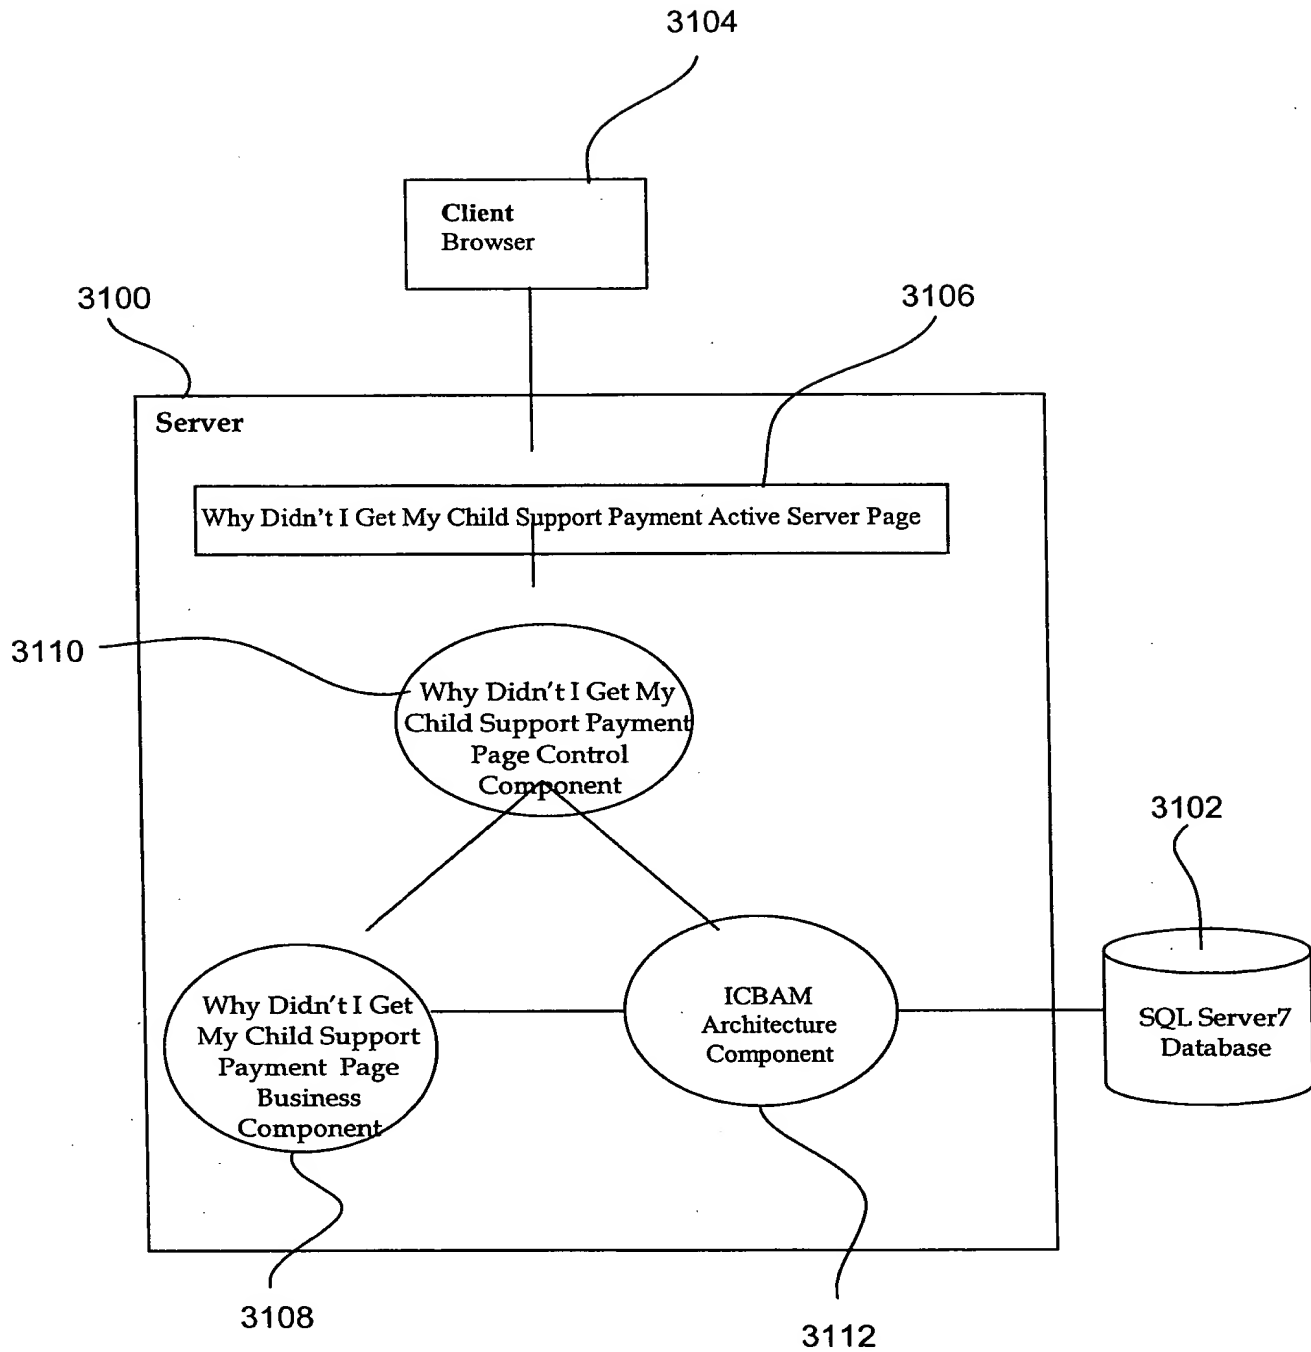 3104
Client
Browser
3100
3106
Server
Why Didn't I Get My Child Support Payment Active Server Page
3110
Why Didn't I Get My
Child Support Payment
Page Control
Component
3102
Why Didn't I Get
My Child Support
Payment Page
Business
Component
ICBAM
Architecture
Component
SQL Server7
Database
3108
3112